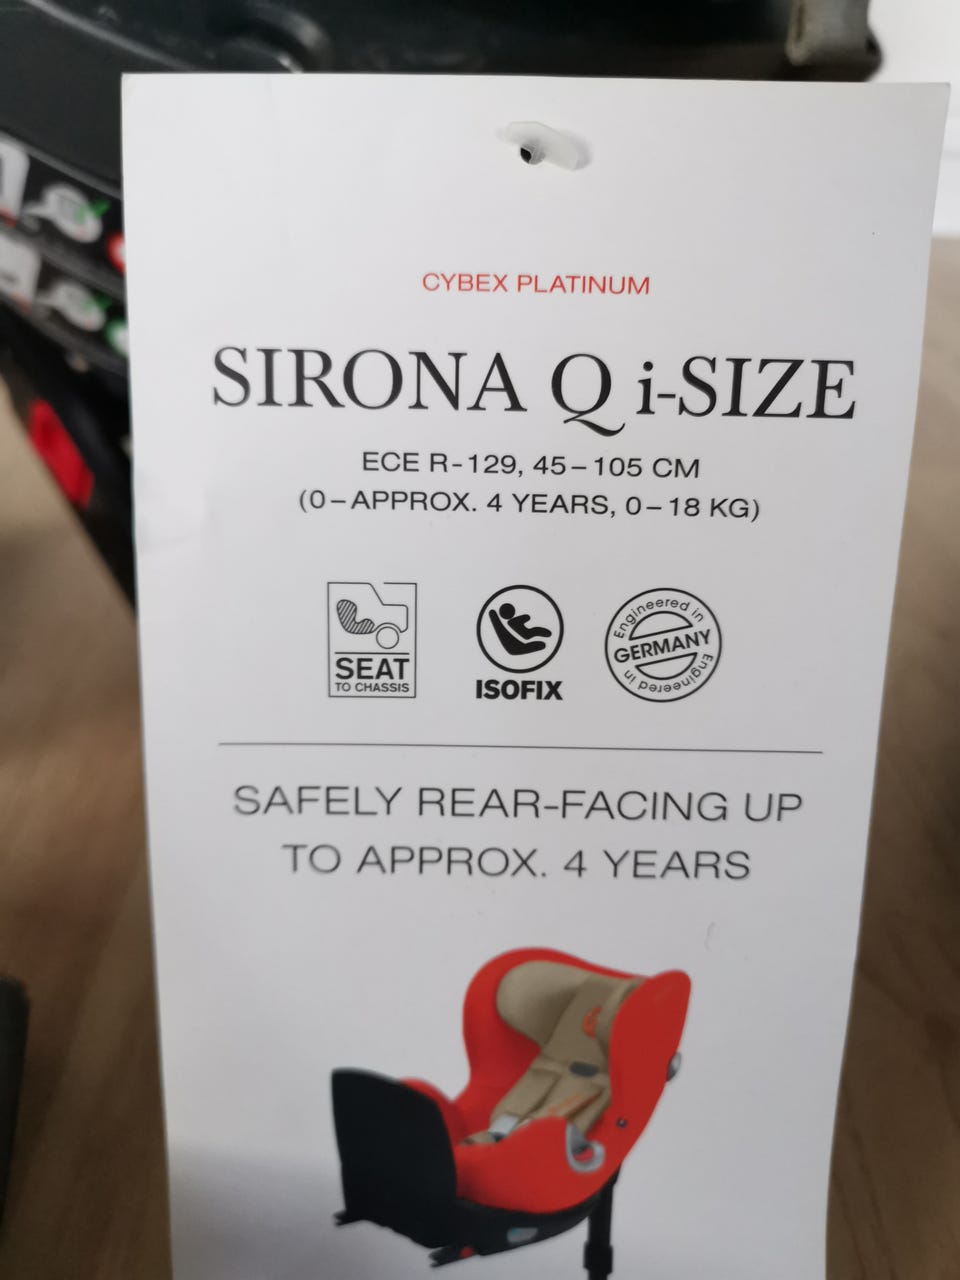 CYBEX PLATINUM
SIRONA Q i-SIZE
ECE R-129, 45–105 CM
(0–APPROX. 4 YEARS, 0–18 KG)
SEAT
TO CHASSIS
ISOFIX
Engineered in
GERMANY
Engineered in
SAFELY REAR-FACING UP
TO APPROX. 4 YEARS